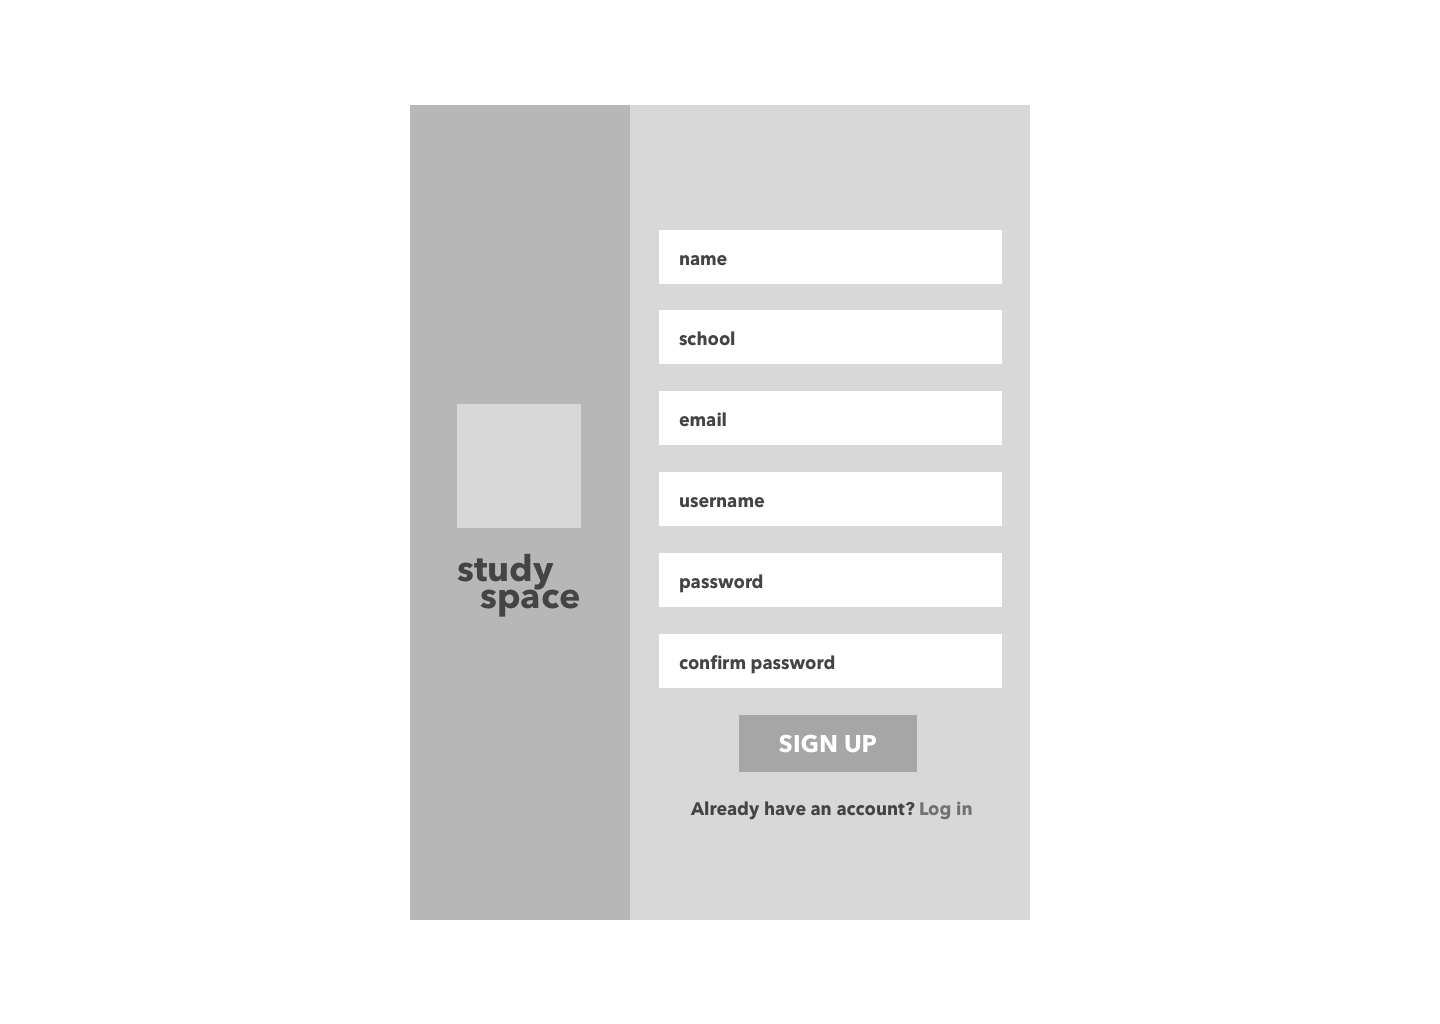 study
space
name
school
email
username
password
confirm password
SIGN UP
Already have an account? Log in